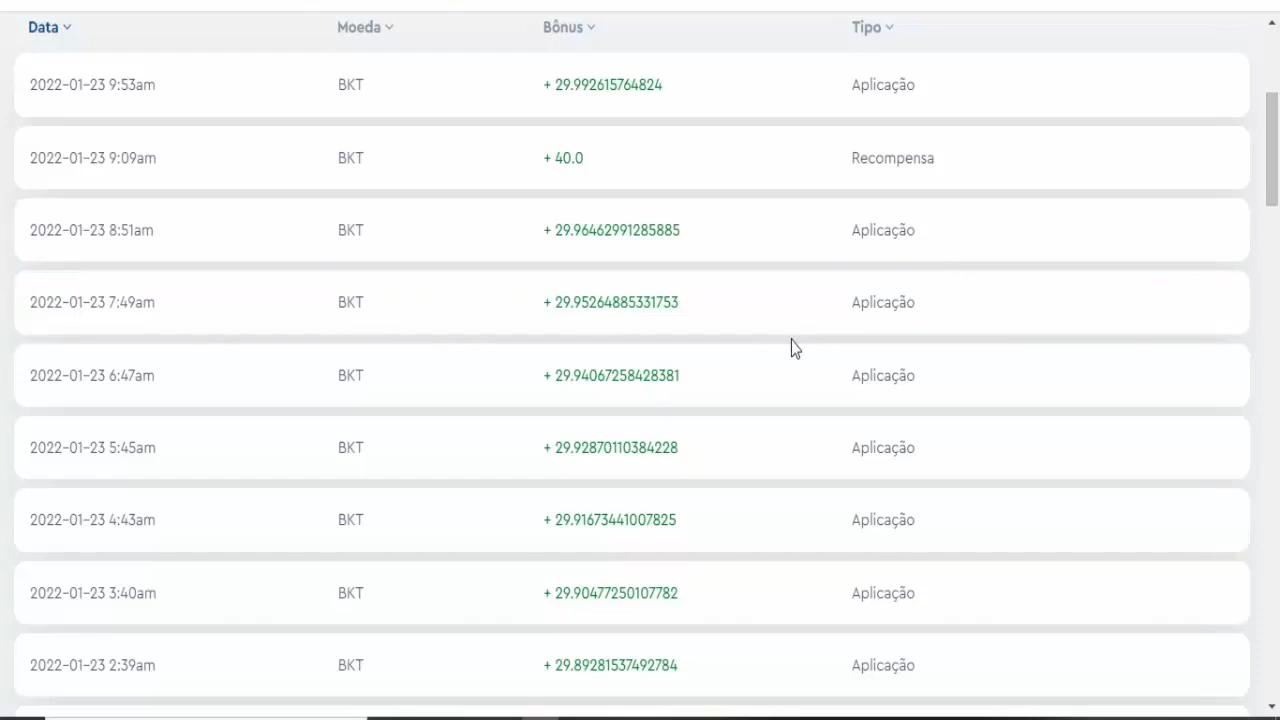 Data Moeda Bônus Tipo
2022-01-23 9:53am BKT + 29.992615764824 Aplicação
2022-01-23 9:09am BKT + 40.0 Recompensa
2022-01-23 8:51am BKT + 29.96462991285885 Aplicação
2022-01-23 7:49am BKT + 29.95264885331753 Aplicação
2022-01-23 6:47am BKT + 29.94067258428381 Aplicação
2022-01-23 5:45am BKT + 29.92870110384228 Aplicação
2022-01-23 4:43am BKT + 29.91673441007825 Aplicação
2022-01-23 3:40am BKT + 29.90477250107782 Aplicação
2022-01-23 2:39am BKT + 29.89281537492784 Aplicação